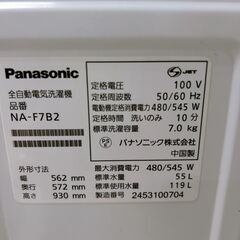 Panasonic
全自動電気洗濯機
品番
NA-F7B2
外形寸法
幅 562 mm
奥行 572 mm
高さ 930 mm
JET
定格電圧 100 V
定格周波数 50/60 Hz
電動機定格消費電力 480/545 W
定格時間 洗いのみ 10 分
標準洗濯容量 7.0 kg
パナソニック株式会社
中国製
最大消費電力 480/545 W
標準水量 55 L
標準使用水量 119 L
製造番号 2453100704